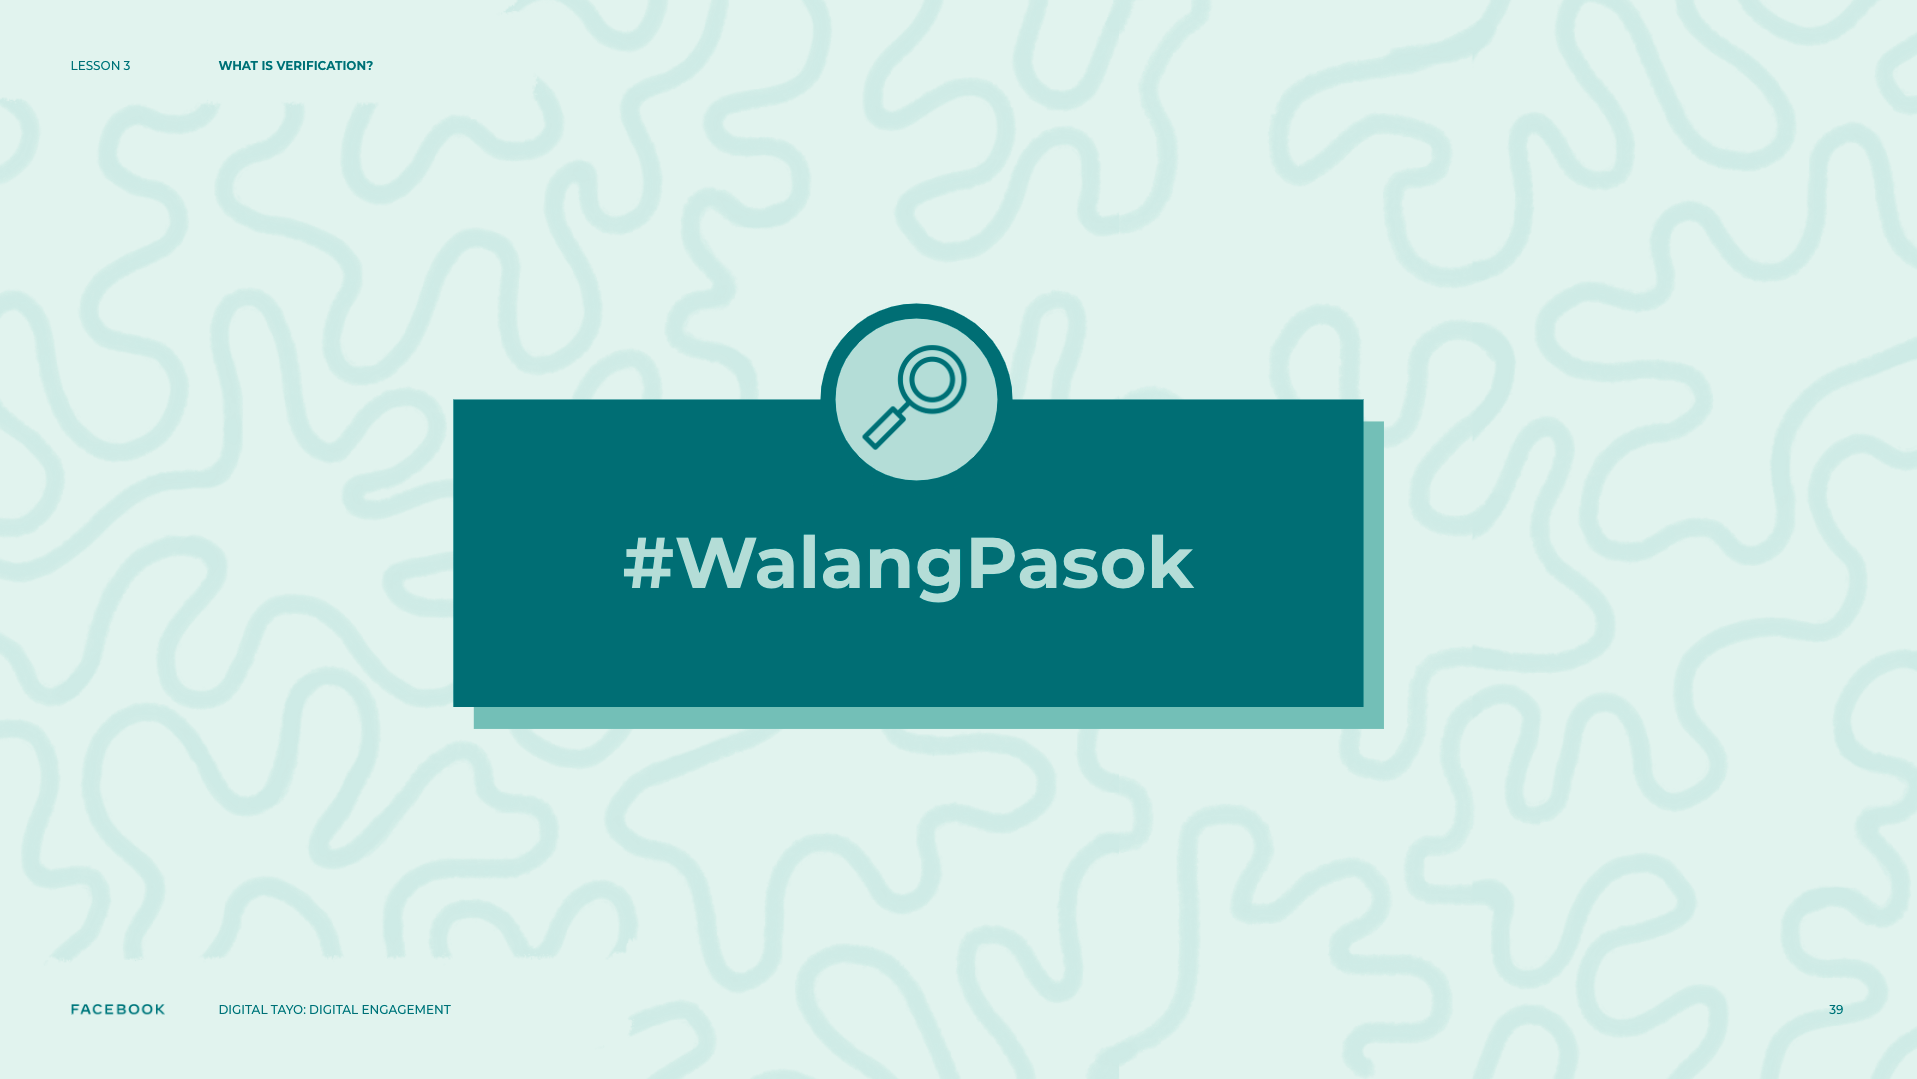 LESSON 3
WHAT IS VERIFICATION?
#WalangPasok
FACEBOOK
DIGITAL TAYO: DIGITAL ENGAGEMENT
39